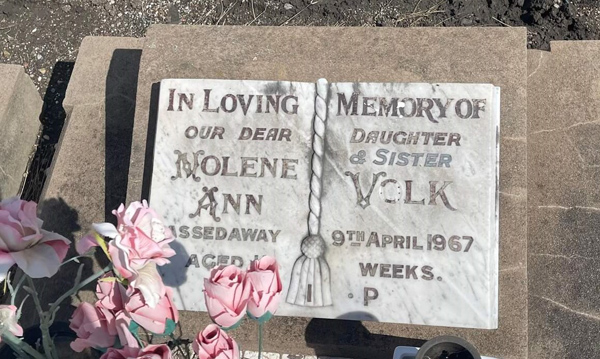 IN LOVING MEMORY OF
OUR DEAR DAUGHTER
& SISTER
NOLENE
ANN VOLK
ASSED AWAY 9TH APRIL 1967
AGED WEEKS.
I · P